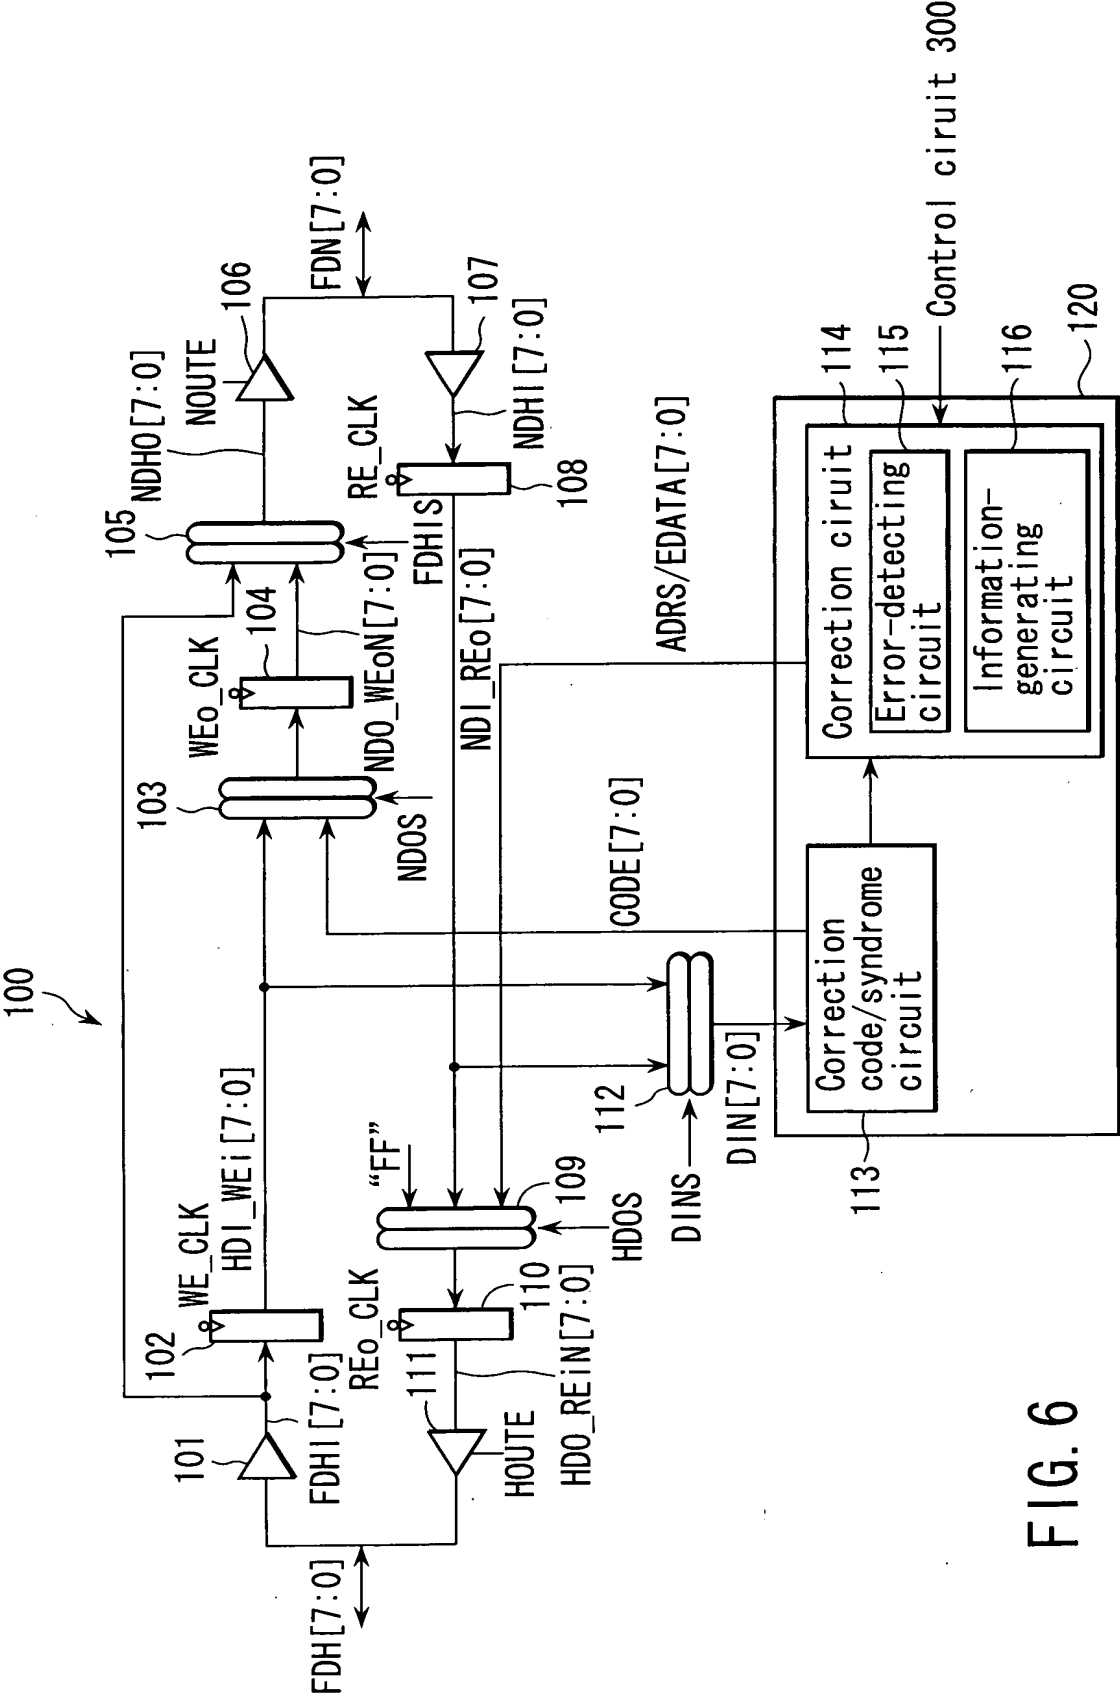 100
FDH[7:0]
101
FDHI[7:0]
102
WE_CLK
HDI_WEi[7:0]
103
NDOS
WEo_CLK
104
NDO_WEoN[7:0]
105
FDHIS
NDHO[7:0]
NOUTE
106
FDN[7:0]
107
NDHI[7:0]
RE_CLK
108
NDI_REo[7:0]
"FF"
109
HDOS
REo_CLK
110
HDO_REiN[7:0]
111
HOUTE
112
DINS
DIN[7:0]
CODE[7:0]
ADRS/EDATA[7:0]
Correction
code/syndrome
circuit
113
Correction ciruit
114
Error-detecting
circuit
115
Information-
generating
circuit
116
120
Control ciruit 300
FIG. 6